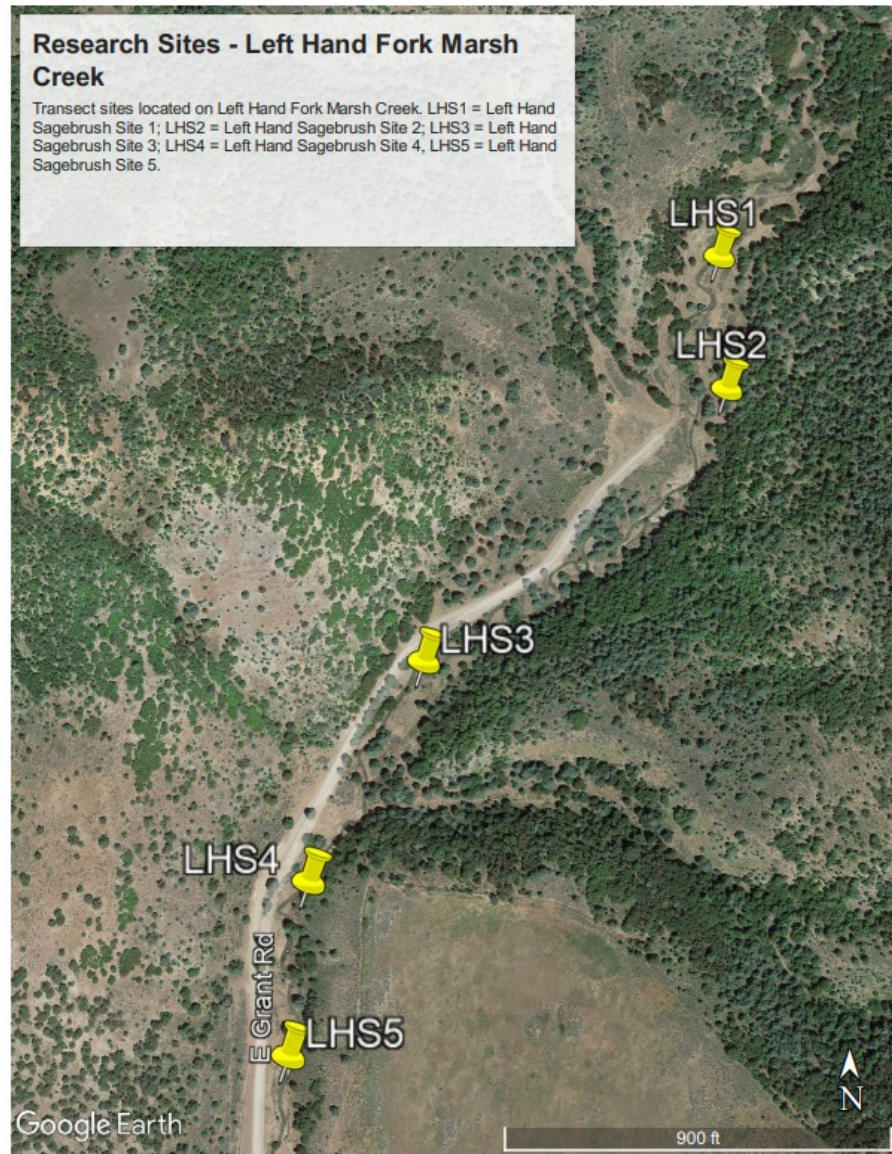 Research Sites - Left Hand Fork Marsh
Creek
Transect sites located on Left Hand Fork Marsh Creek. LHS1 = Left Hand
Sagebrush Site 1; LHS2 = Left Hand Sagebrush Site 2; LHS3 = Left Hand
Sagebrush Site 3; LHS4 = Left Hand Sagebrush Site 4, LHS5 = Left Hand
Sagebrush Site 5.
LHS1
LHS2
LHS3
LHS4
E Grant Rd
LHS5
N
Google Earth
900 ft